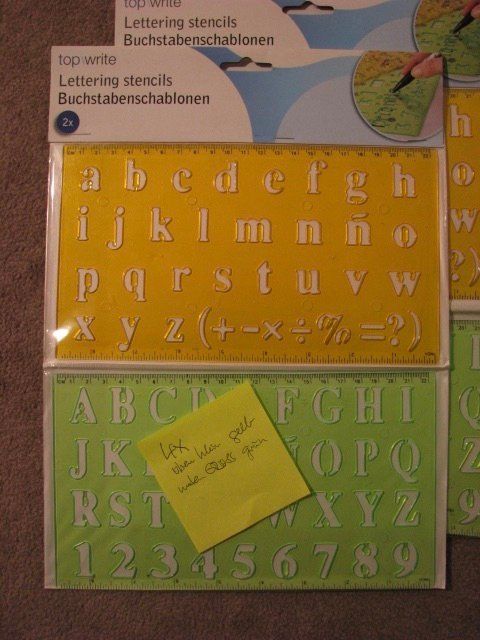 top write
Lettering stencils
Buchstabenschablonen
top write
Lettering stencils
Buchstabenschablonen
2x
a b c d e f g h
i j k l m n ñ o
p q r s t u v w
x y z (+-×÷%=?)
A B C D F G H I
J K Ñ O P Q
R S T W X Y Z
1 2 3 4 5 6 7 8 9
4x
oben klein gelb
unten GROSS grün
h
o
w
?)
9